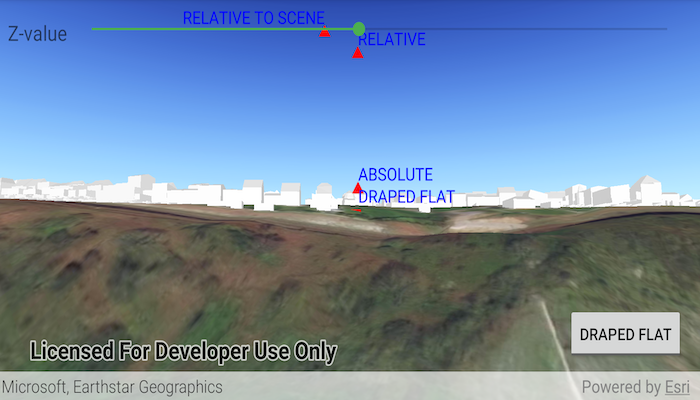 RELATIVE TO SCENE
Z-value
RELATIVE
ABSOLUTE
DRAPED FLAT
DRAPED FLAT
Licensed For Developer Use Only
Microsoft, Earthstar Geographics
Powered by Esri